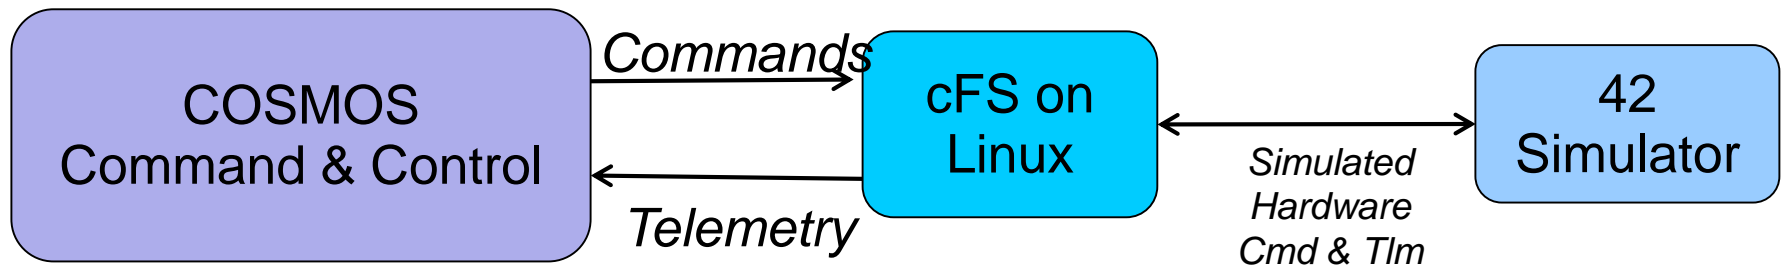 COSMOS
Command & Control
Commands
Telemetry
cFS on
Linux
Simulated
Hardware
Cmd & Tlm
42
Simulator